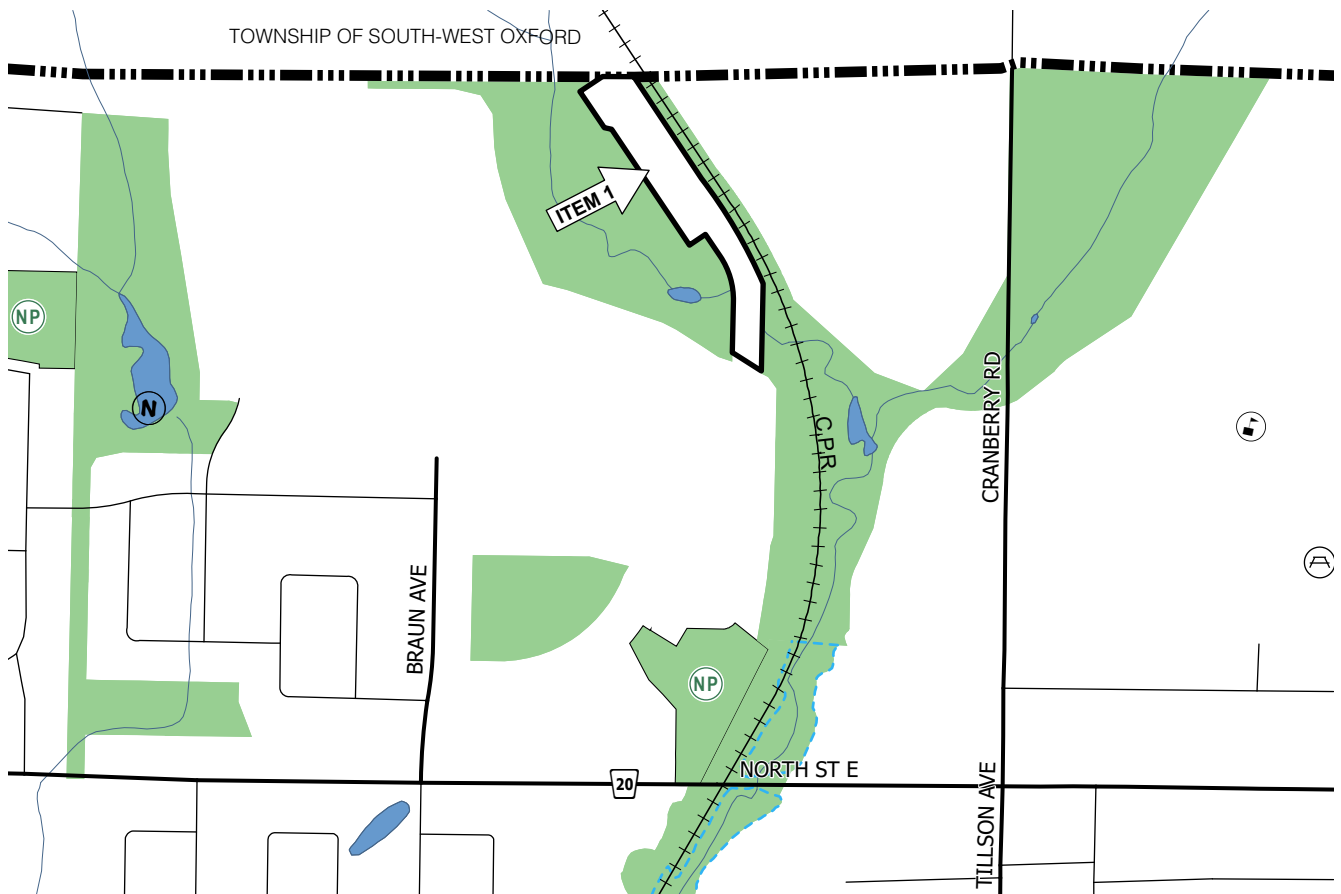 TOWNSHIP OF SOUTH-WEST OXFORD
ITEM 1
NP
N
CRANBERRY RD
C.P.R
BRAUN AVE
NP
NORTH ST E
20
TILLSON AVE